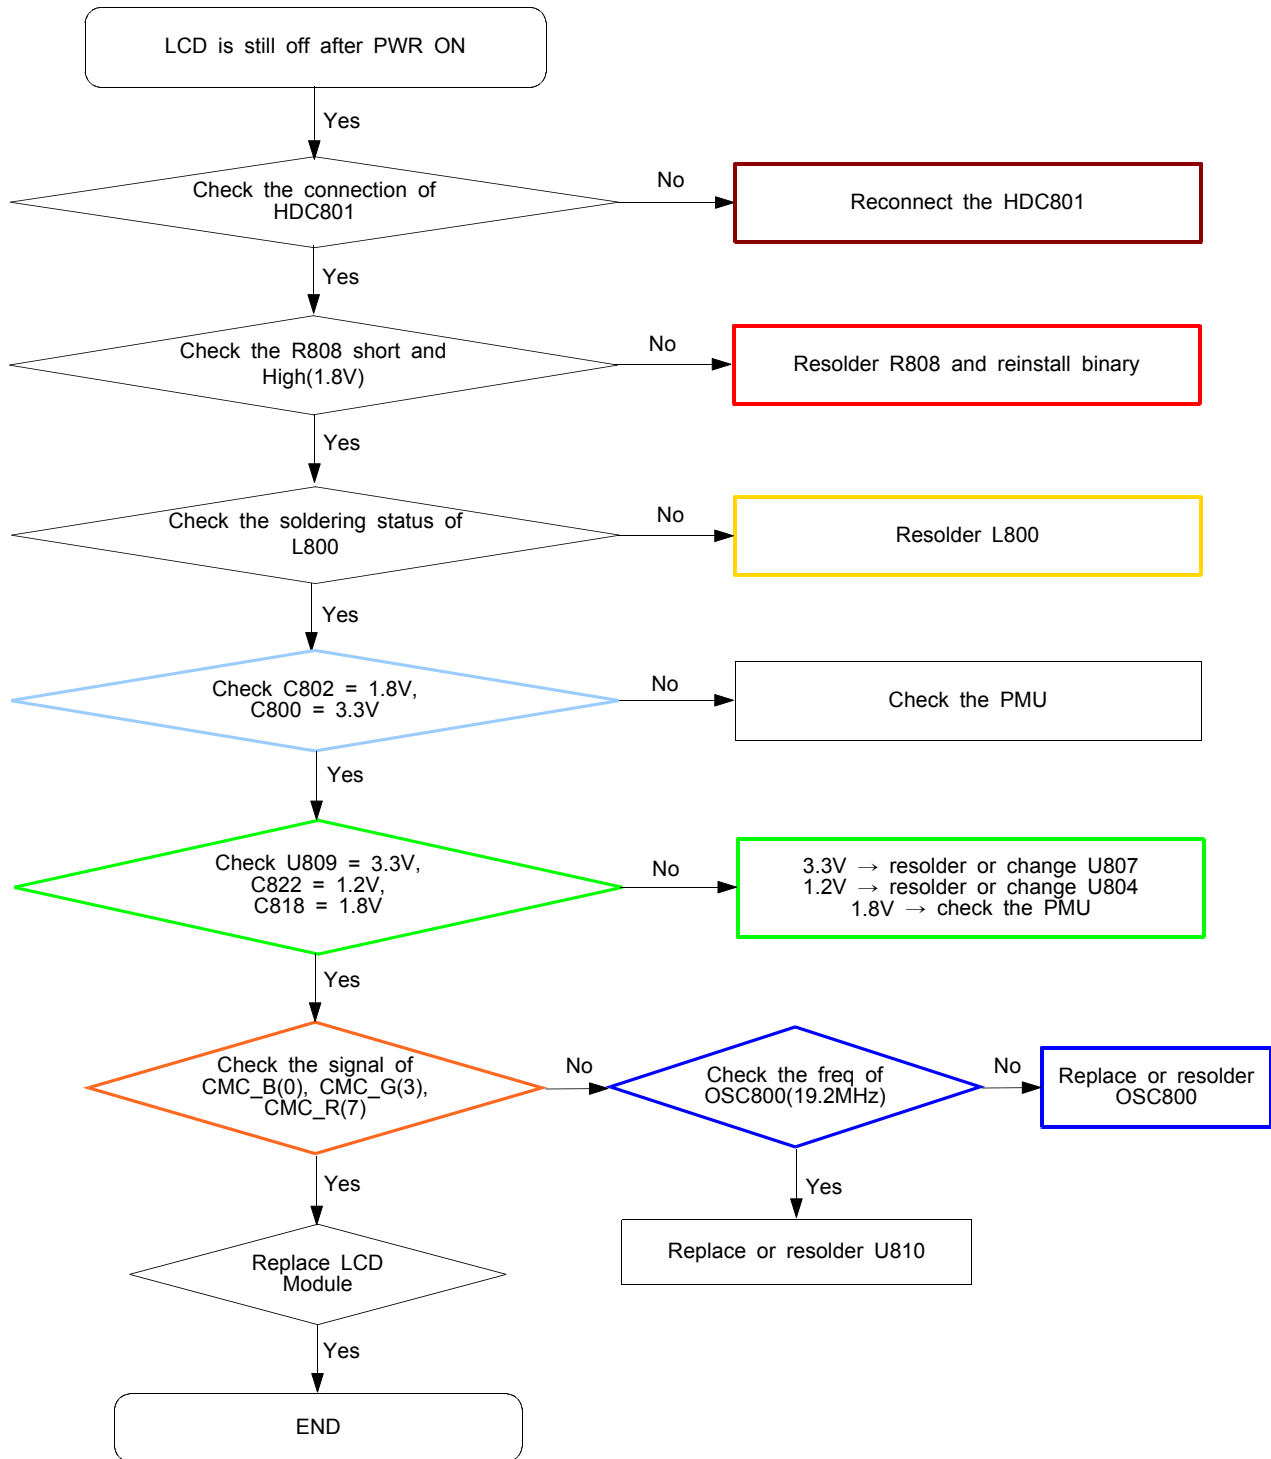 LCD is still off after PWR ON
Yes
Check the connection of
HDC801
No
Reconnect the HDC801
Yes
Check the R808 short and
High(1.8V)
No
Resolder R808 and reinstall binary
Yes
Check the soldering status of
L800
No
Resolder L800
Yes
Check C802 = 1.8V,
C800 = 3.3V
No
Check the PMU
Yes
Check U809 = 3.3V,
C822 = 1.2V,
C818 = 1.8V
No
3.3V → resolder or change U807
1.2V → resolder or change U804
1.8V → check the PMU
Yes
Check the signal of
CMC_B(0), CMC_G(3),
CMC_R(7)
No
Check the freq of
OSC800(19.2MHz)
No
Replace or resolder
OSC800
Yes
Yes
Replace or resolder U810
Replace LCD
Module
Yes
END